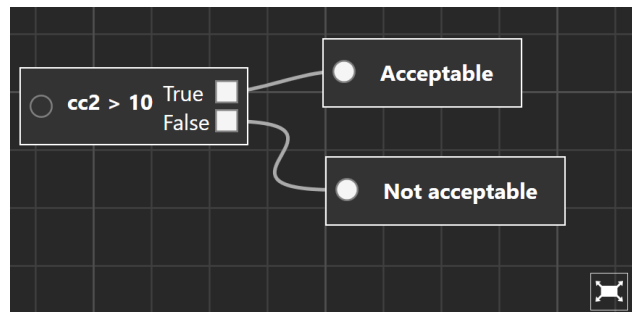 cc2 > 10
True
False
Acceptable
Not acceptable